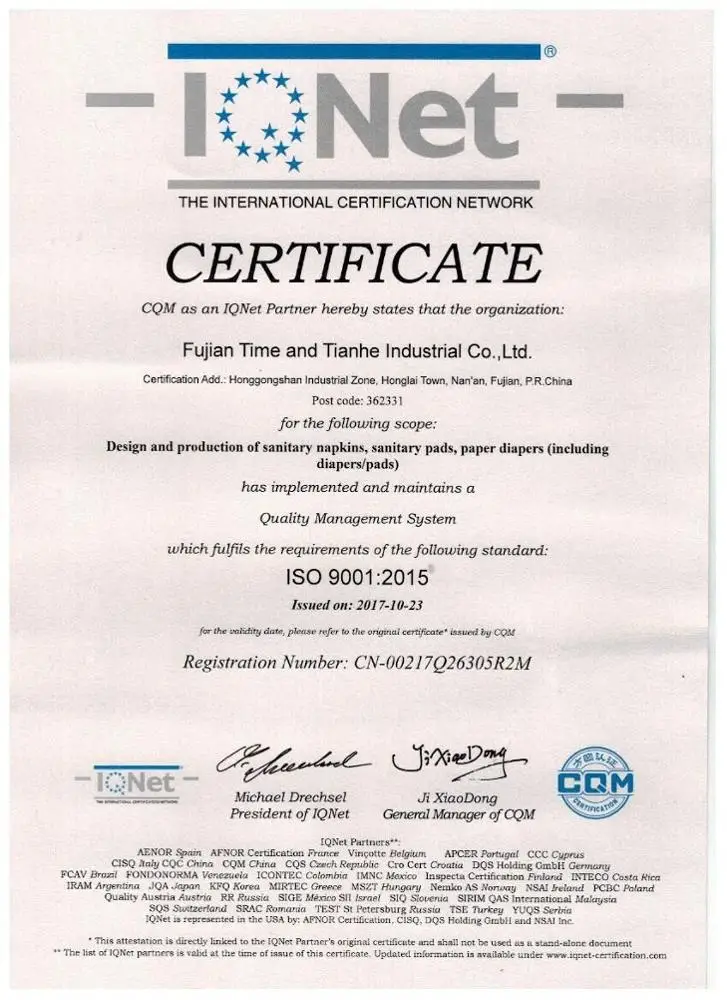 IQNet ®
THE INTERNATIONAL CERTIFICATION NETWORK
CERTIFICATE
CQM as an IQNet Partner hereby states that the organization:
Fujian Time and Tianhe Industrial Co.,Ltd.
Certification Add.: Honggongshan Industrial Zone, Honglai Town, Nan'an, Fujian, P.R.China
Post code: 362331
for the following scope:
Design and production of sanitary napkins, sanitary pads, paper diapers (including
diapers/pads)
has implemented and maintains a
Quality Management System
which fulfils the requirements of the following standard:
ISO 9001:2015
Issued on: 2017-10-23
for the validity date, please refer to the original certificate* issued by CQM
Registration Number: CN-00217Q26305R2M
IQNet
THE INTERNATIONAL CERTIFICATION NETWORK
Ji XiaoDong
方圆认证
CQM
CERTIFICATION
Michael Drechsel
President of IQNet
Ji XiaoDong
General Manager of CQM
IQNet Partners**:
AENOR Spain AFNOR Certification France Vinçotte Belgium APCER Portugal CCC Cyprus
CISQ Italy CQC China CQM China CQS Czech Republic Cro Cert Croatia DQS Holding GmbH Germany
FCAV Brazil FONDONORMA Venezuela ICONTEC Colombia IMNC Mexico Inspecta Certification Finland INTECO Costa Rica
IRAM Argentina JQA Japan KFQ Korea MIRTEC Greece MSZT Hungary Nemko AS Norway NSAI Ireland PCBC Poland
Quality Austria Austria RR Russia SIGE México SII Israel SIQ Slovenia SIRIM QAS International Malaysia
SQS Switzerland SRAC Romania TEST St Petersburg Russia TSE Turkey YUQS Serbia
IQNet is represented in the USA by: AFNOR Certification, CISQ, DQS Holding GmbH and NSAI Inc.
* This attestation is directly linked to the IQNet Partner's original certificate and shall not be used as a stand-alone document
** The list of IQNet partners is valid at the time of issue of this certificate. Updated information is available under www.iqnet-certification.com